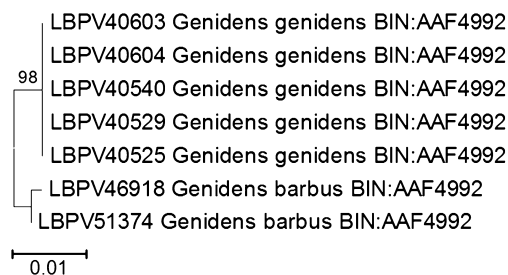 LBPV40603 Genidens genidens BIN:AAF4992
LBPV40604 Genidens genidens BIN:AAF4992
98
LBPV40540 Genidens genidens BIN:AAF4992
LBPV40529 Genidens genidens BIN:AAF4992
LBPV40525 Genidens genidens BIN:AAF4992
LBPV46918 Genidens barbus BIN:AAF4992
LBPV51374 Genidens barbus BIN:AAF4992
0.01